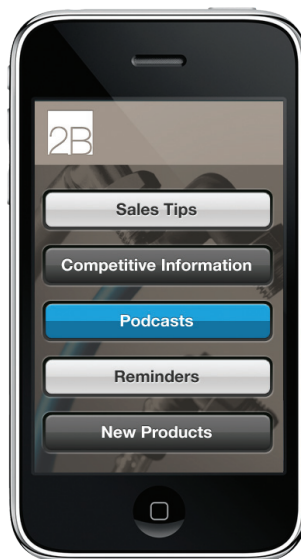 2B
Sales Tips
Competitive Information
Podcasts
Reminders
New Products